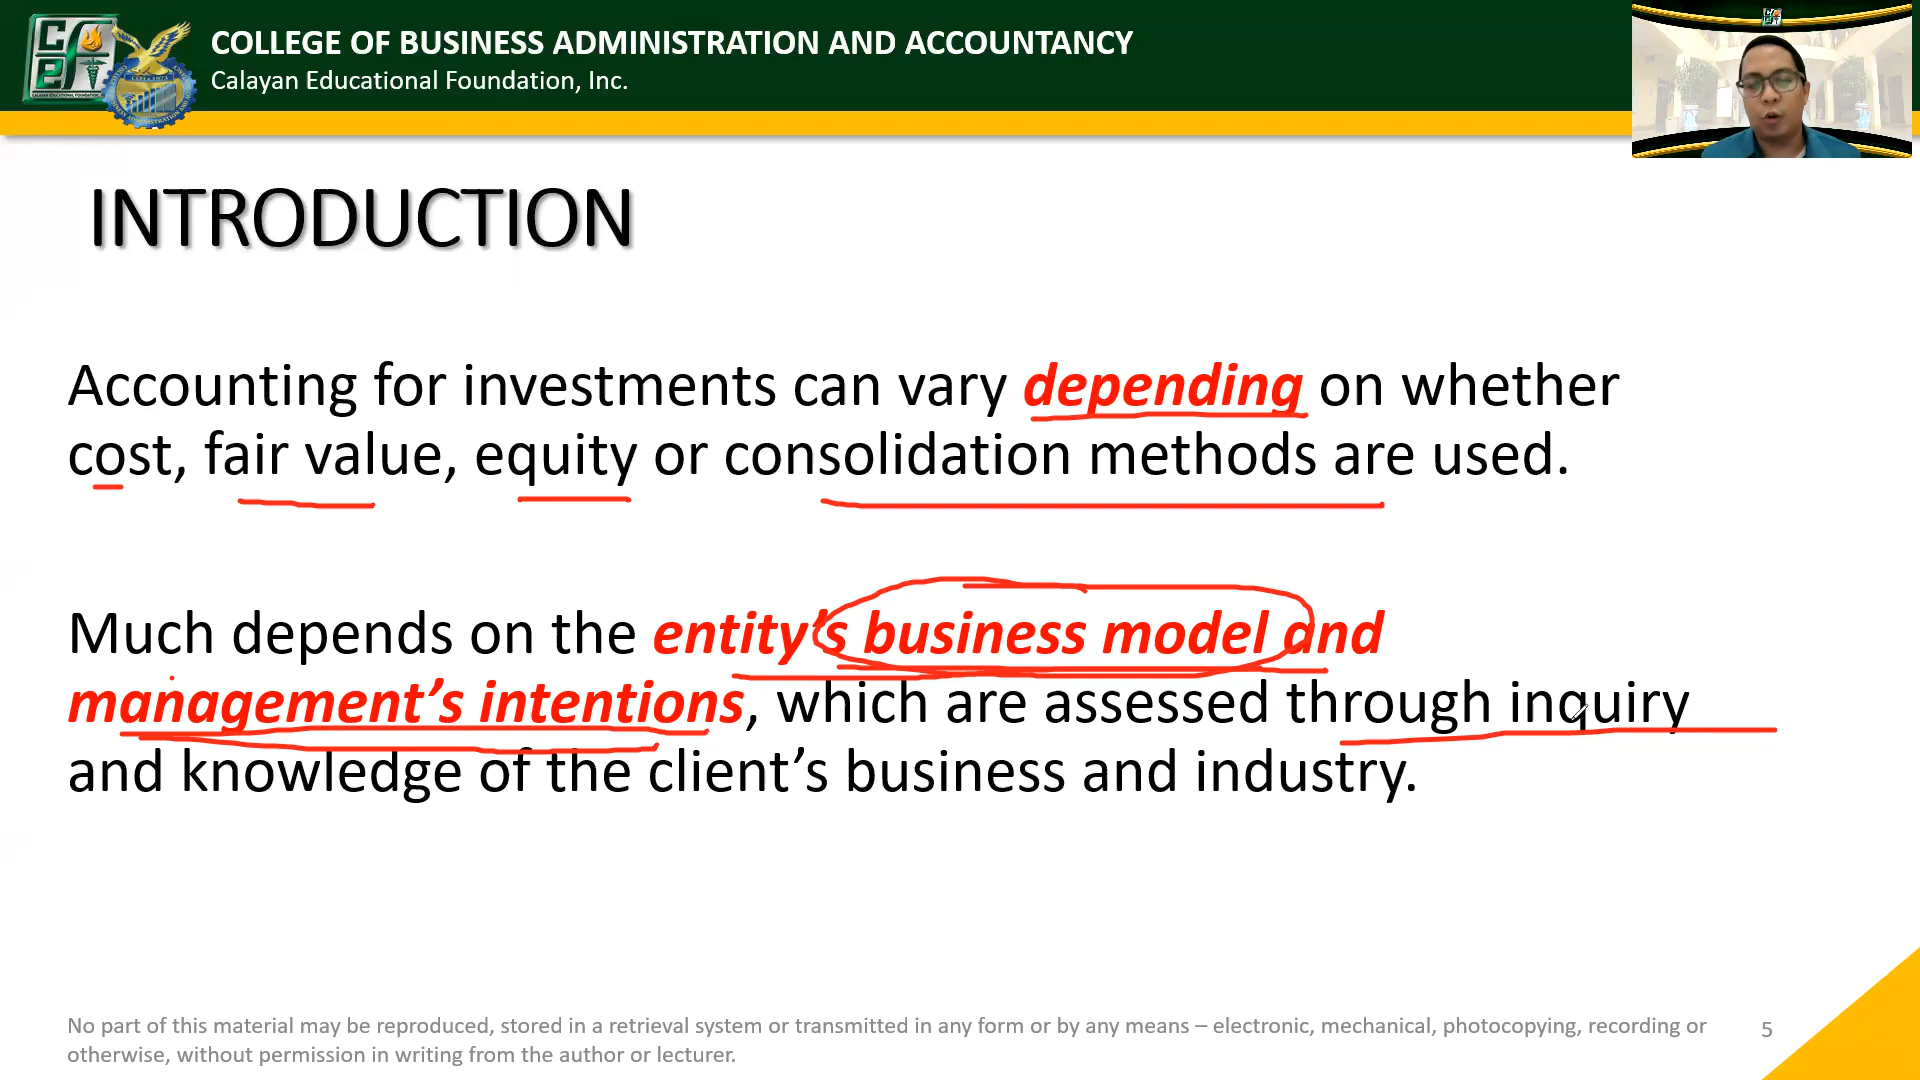 COLLEGE OF BUSINESS ADMINISTRATION AND ACCOUNTANCY
Calayan Educational Foundation, Inc.
INTRODUCTION
Accounting for investments can vary depending on whether
cost, fair value, equity or consolidation methods are used.
Much depends on the entity’s business model and
management’s intentions, which are assessed through inquiry
and knowledge of the client’s business and industry.
No part of this material may be reproduced, stored in a retrieval system or transmitted in any form or by any means – electronic, mechanical, photocopying, recording or
otherwise, without permission in writing from the author or lecturer.
5